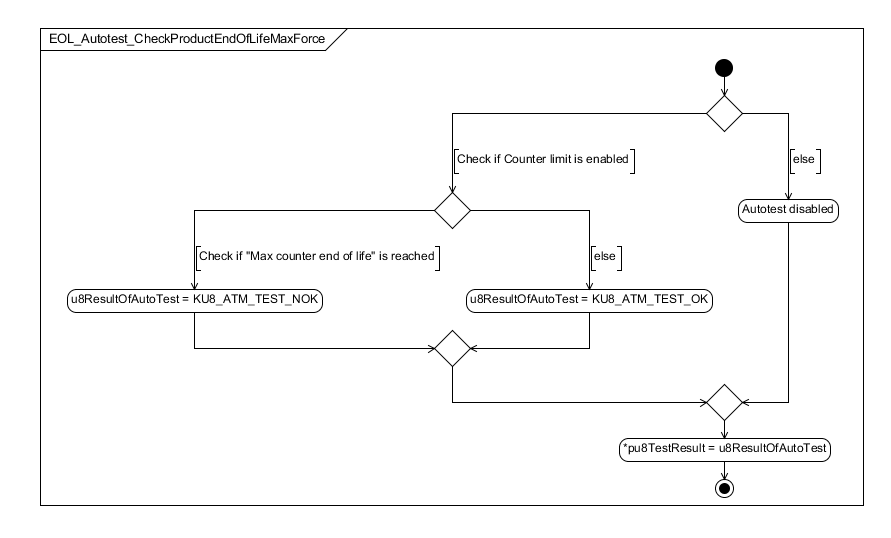 EOL_Autotest_CheckProductEndOfLifeMaxForce
[Check if Counter limit is enabled]
[else]
Autotest disabled
[Check if "Max counter end of life" is reached]
[else]
u8ResultOfAutoTest = KU8_ATM_TEST_NOK
u8ResultOfAutoTest = KU8_ATM_TEST_OK
*pu8TestResult = u8ResultOfAutoTest